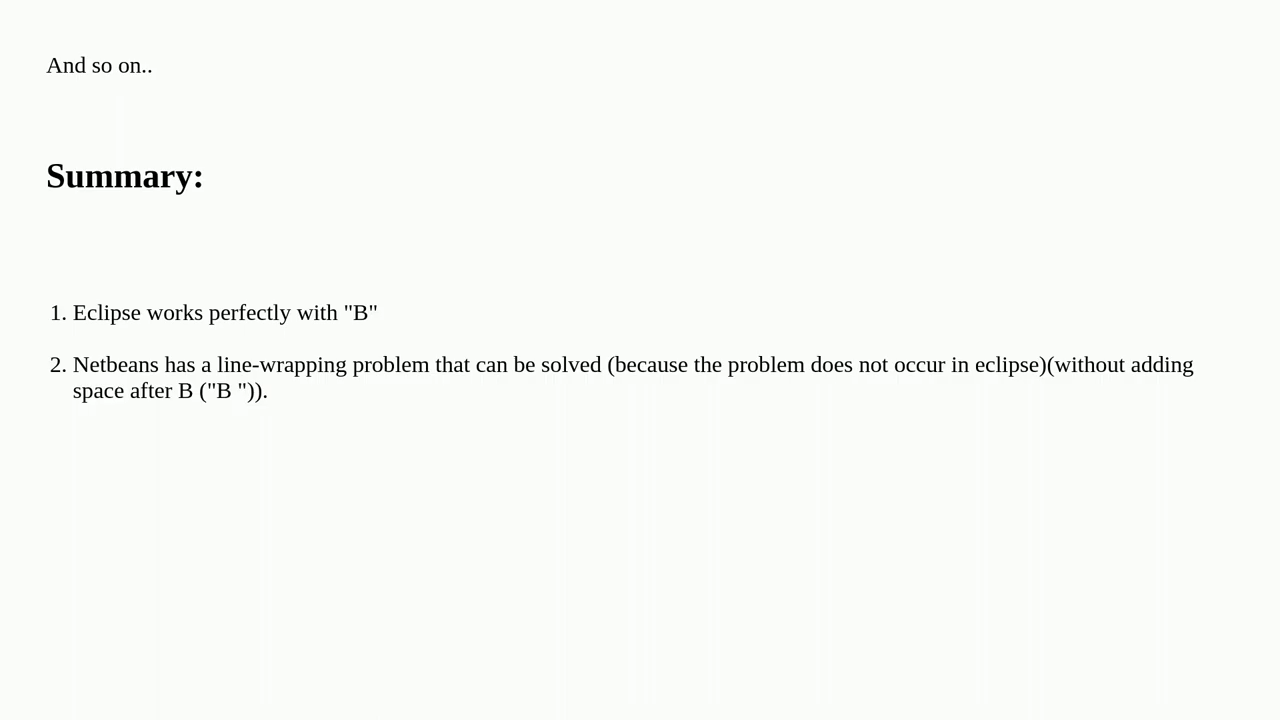 And so on..
Summary:
1. Eclipse works perfectly with "B"
2. Netbeans has a line-wrapping problem that can be solved (because the problem does not occur in eclipse)(without adding
space after B ("B ")).